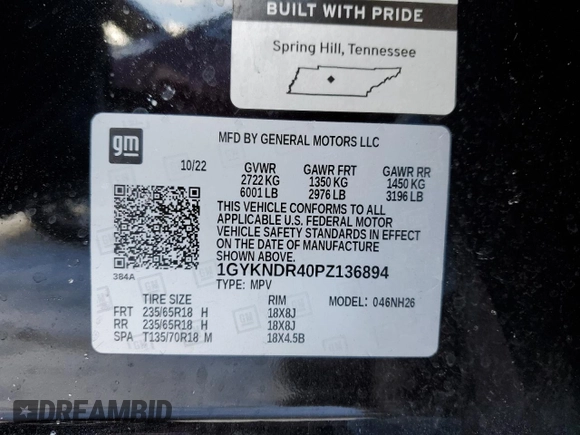 BUILT WITH PRIDE
Spring Hill, Tennessee
gm
MFD BY GENERAL MOTORS LLC
10/22 GVWR GAWR FRT GAWR RR
2722 KG 1350 KG 1450 KG
6001 LB 2976 LB 3196 LB
THIS VEHICLE CONFORMS TO ALL
APPLICABLE U.S. FEDERAL MOTOR
VEHICLE SAFETY STANDARDS IN EFFECT
ON THE DATE OF MANUFACTURE
SHOWN ABOVE.
384A 1GYKNDR40PZ136894
TYPE: MPV
TIRE SIZE RIM MODEL: 046NH26
FRT 235/65R18 H 18X8J
RR 235/65R18 H 18X8J
SPA T135/70R18 M 18X4.5B
DREAMBID